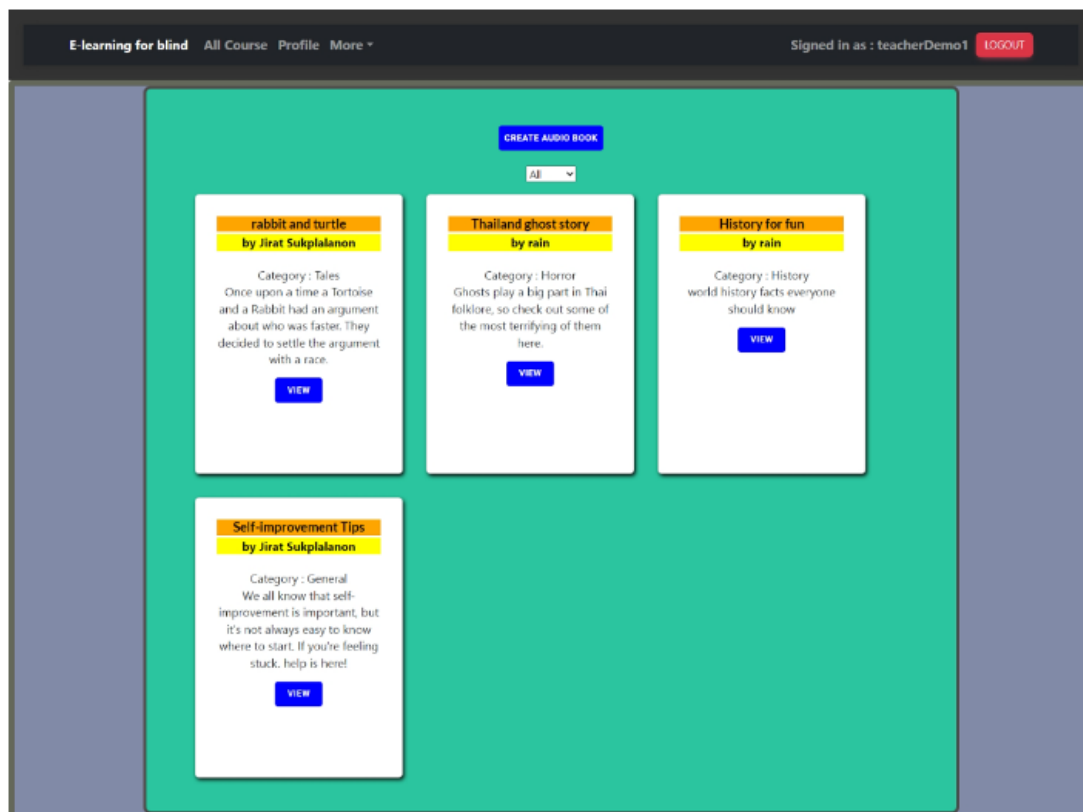 E-learning for blind All Course Profile More Signed in as : teacherDemo1 LOGOUT
CREATE AUDIO BOOK
All
rabbit and turtle
by Jirat Sukplalanon
Category : Tales
Once upon a time a Tortoise
and a Rabbit had an argument
about who was faster. They
decided to settle the argument
with a race.
VIEW
Thailand ghost story
by rain
Category : Horror
Ghosts play a big part in Thai
folklore, so check out some of
the most terrifying of them
here.
VIEW
History for fun
by rain
Category : History
world history facts everyone
should know
VIEW
Self-improvement Tips
by Jirat Sukplalanon
Category : General
We all know that self-
improvement is important, but
it's not always easy to know
where to start. If you're feeling
stuck. help is here!
VIEW